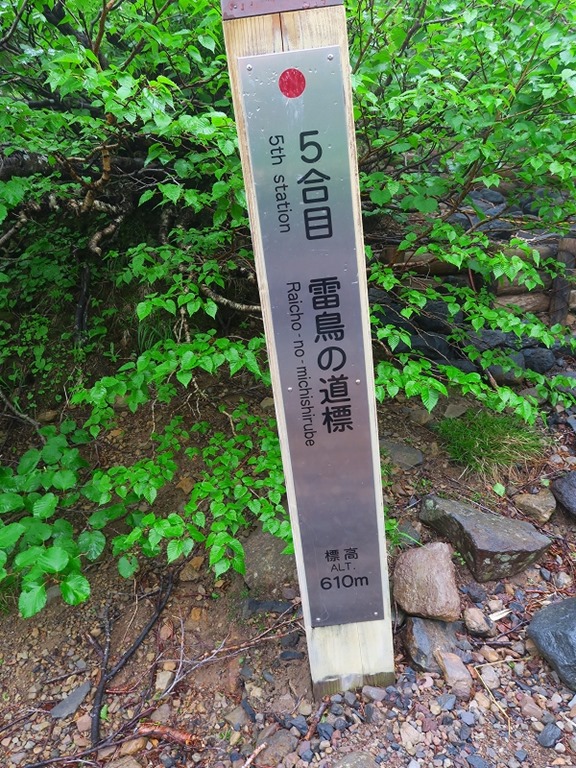 5合目
5th station
雷鳥の道標
Raicho-no-michishirube
標高
ALT.
610m